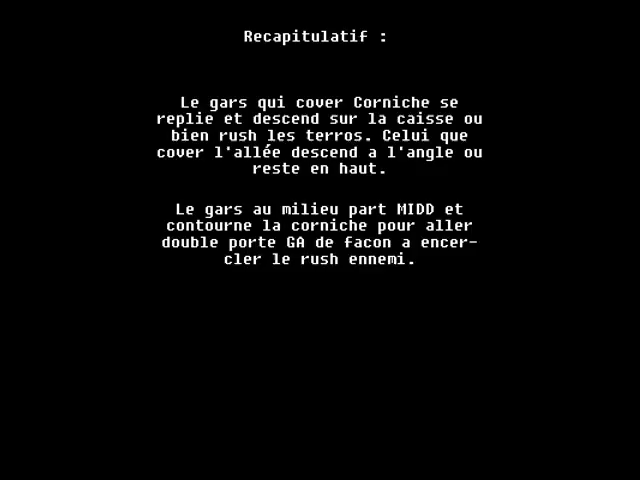 Recapitulatif :
Le gars qui cover Corniche se
replie et descend sur la caisse ou
bien rush les terros. Celui que
cover l'allée descend a l'angle ou
reste en haut.
Le gars au milieu part MIDD et
contourne la corniche pour aller
double porte GA de facon a encer-
cler le rush ennemi.